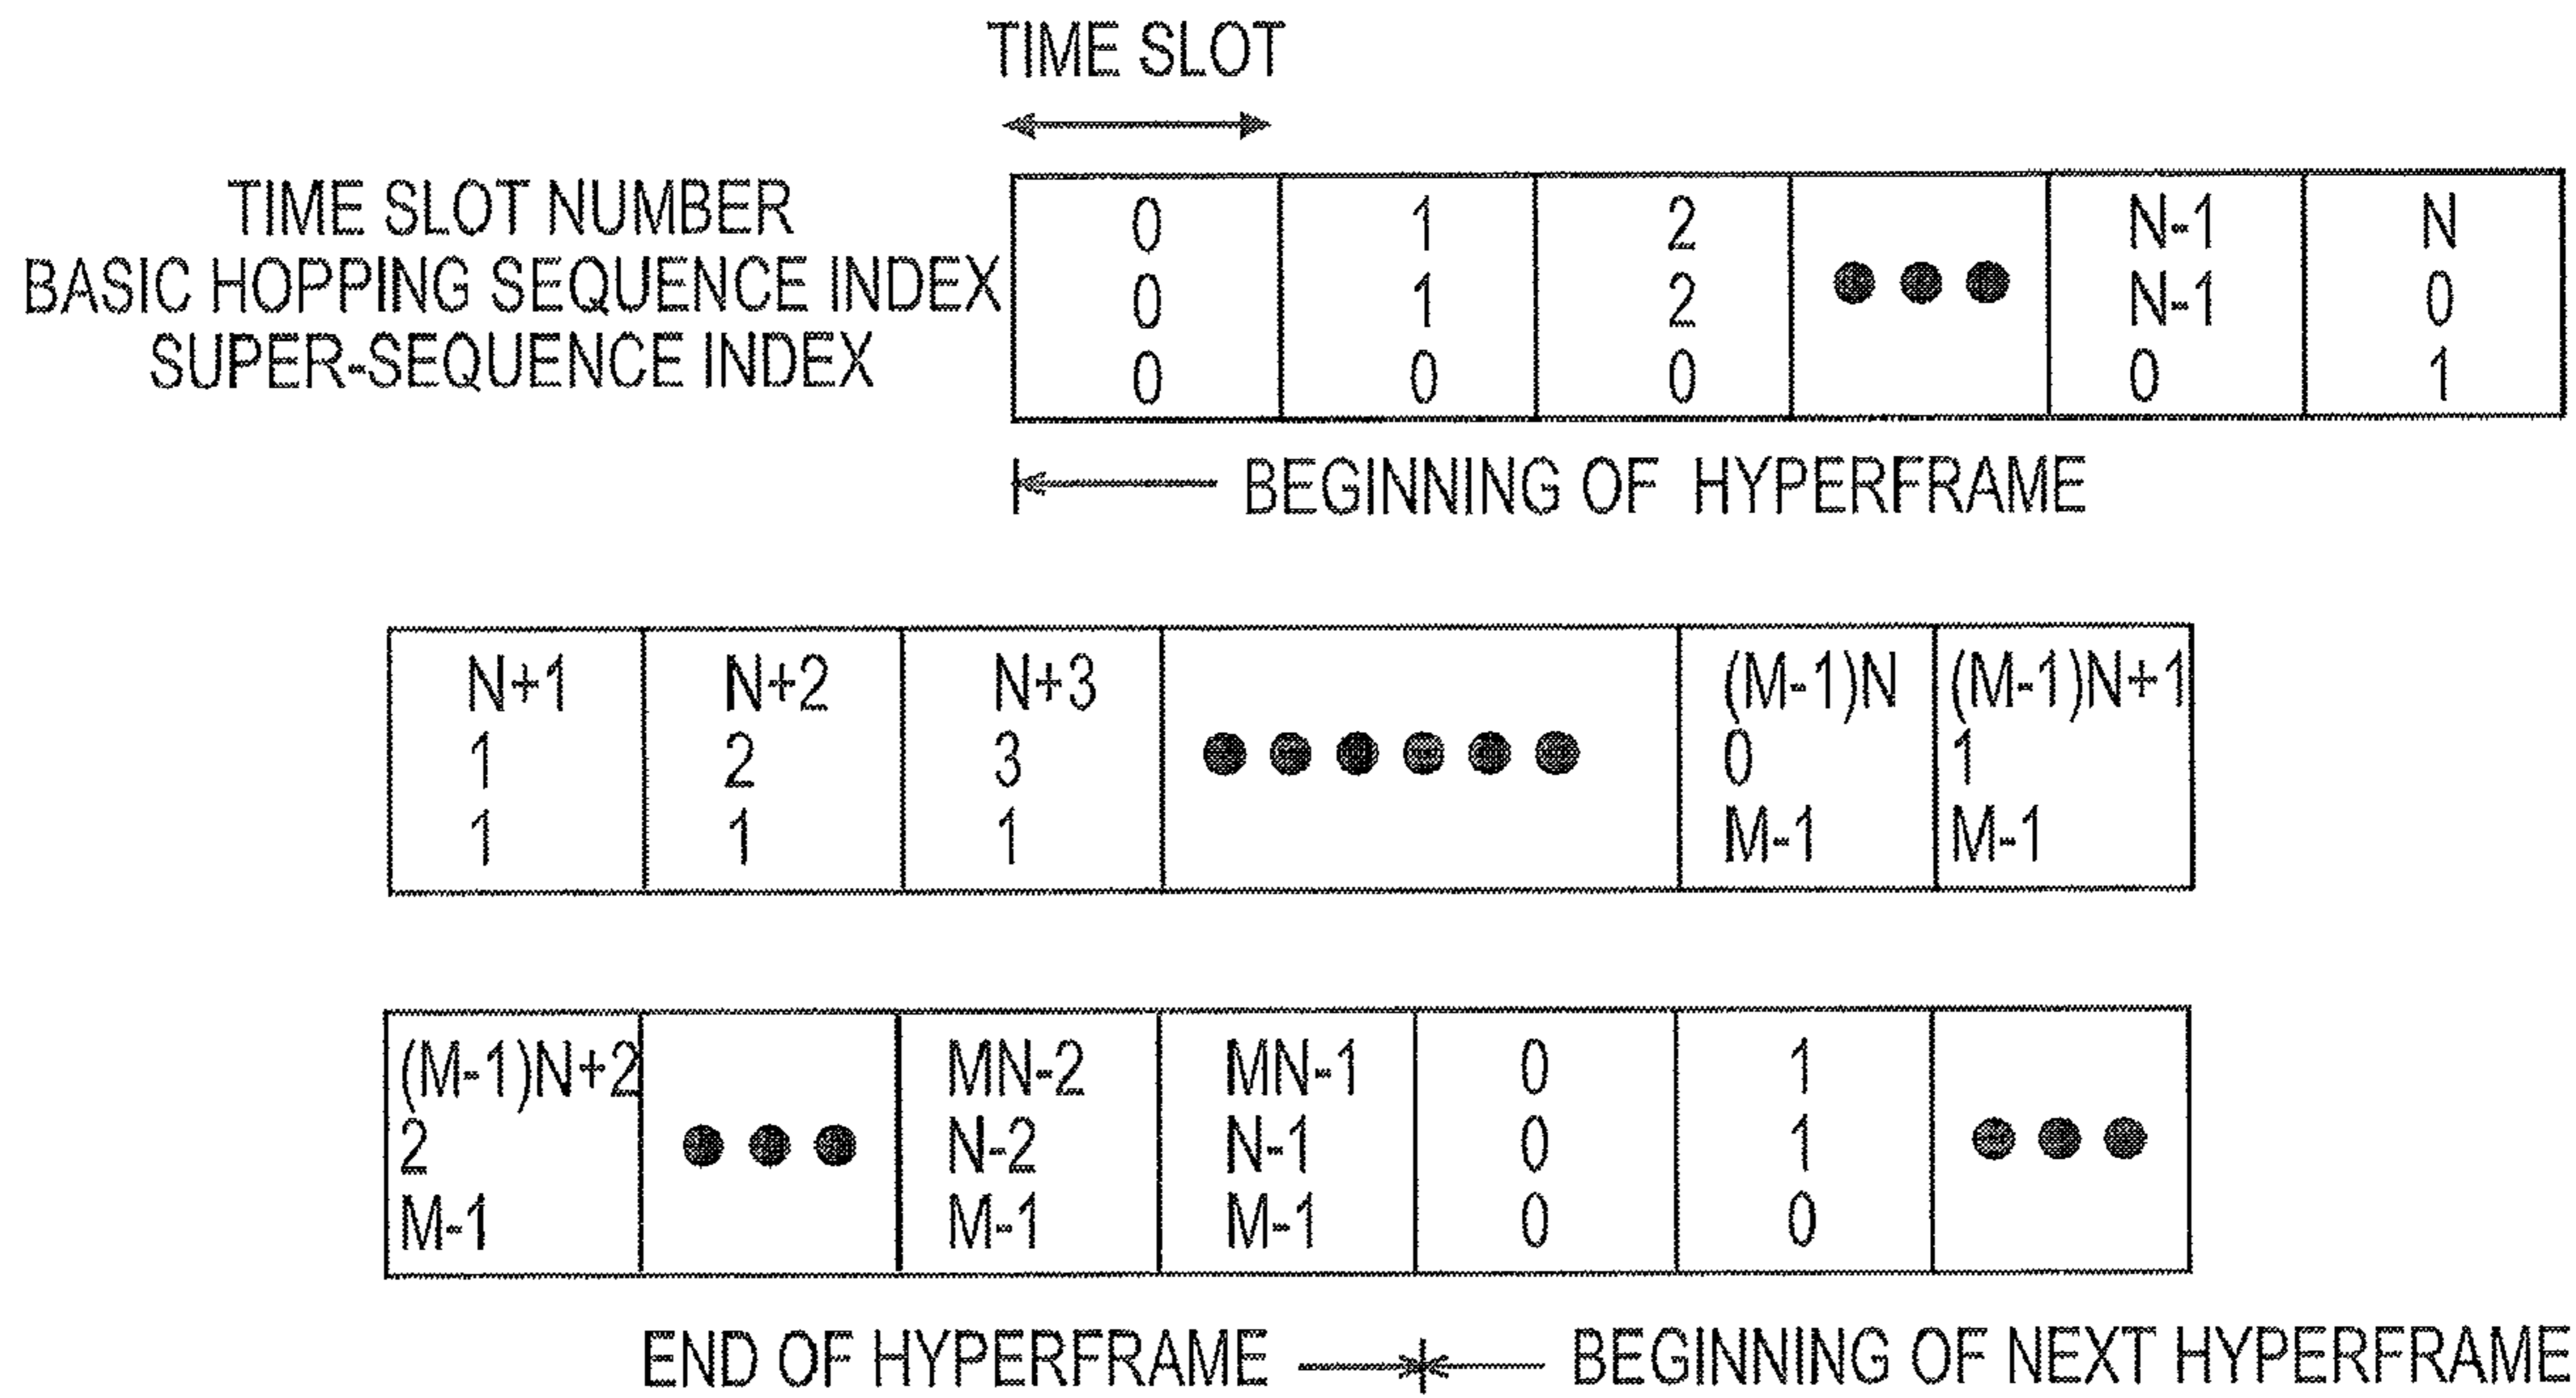 TIME SLOT
TIME SLOT NUMBER 0 1 2 N-1 N
BASIC HOPPING SEQUENCE INDEX 0 1 2 N-1 0
SUPER-SEQUENCE INDEX 0 0 0 0 1
BEGINNING OF HYPERFRAME
N+1 N+2 N+3 (M-1)N (M-1)N+1
1 2 3 0 1
1 1 1 M-1 M-1
(M-1)N+2 MN-2 MN-1 0 1
2 N-2 N-1 0 1
M-1 M-1 M-1 0 0
END OF HYPERFRAME BEGINNING OF NEXT HYPERFRAME